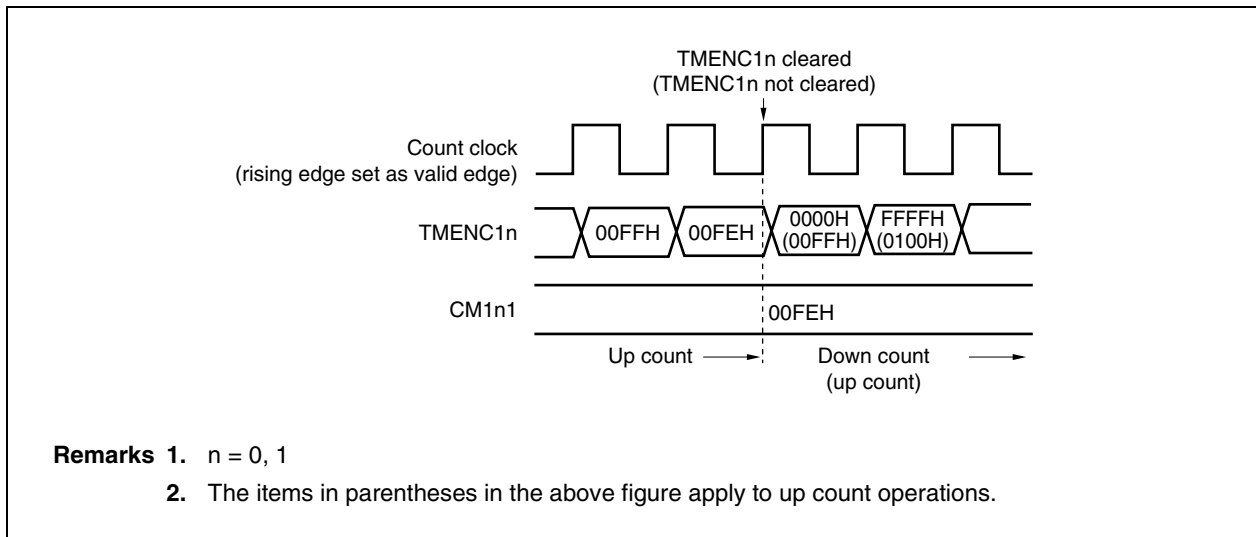 TMENC1n cleared
(TMENC1n not cleared)
Count clock
(rising edge set as valid edge)
TMENC1n
00FFH
00FEH
0000H
(00FFH)
FFFFH
(0100H)
CM1n1
00FEH
Up count
Down count
(up count)
Remarks 1. n = 0, 1
2. The items in parentheses in the above figure apply to up count operations.